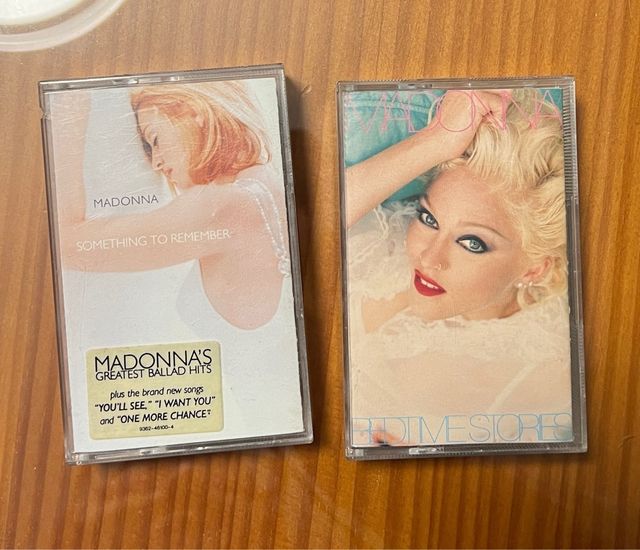 MADONNA
SOMETHING TO REMEMBER
MADONNA'S
GREATEST BALLAD HITS
plus the brand new songs
"YOU'LL SEE," "I WANT YOU"
and "ONE MORE CHANCE."
9362-46100-4
MADONNA
BEDTIME STORIES